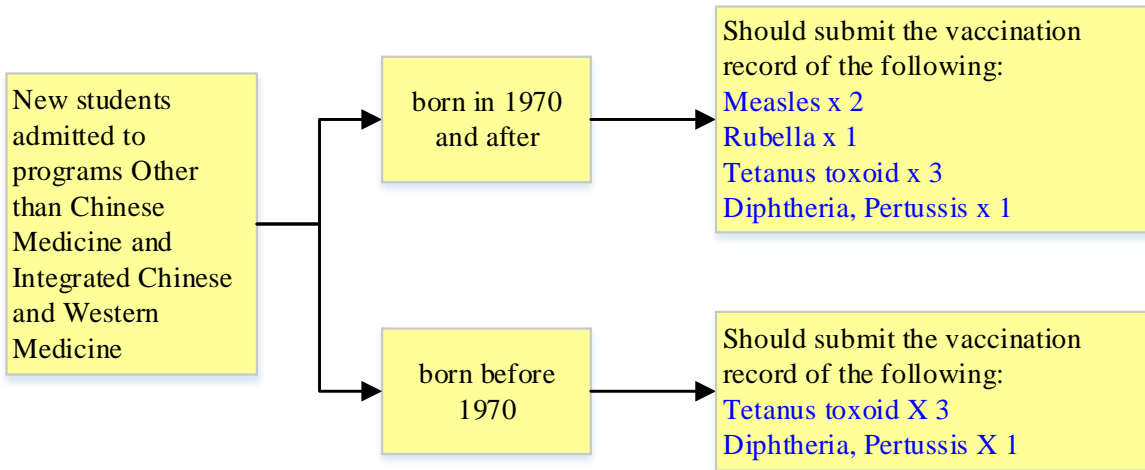 New students
admitted to
programs Other
than Chinese
Medicine and
Integrated Chinese
and Western
Medicine
born in 1970
and after
Should submit the vaccination
record of the following:
Measles x 2
Rubella x 1
Tetanus toxoid x 3
Diphtheria, Pertussis x 1
born before
1970
Should submit the vaccination
record of the following:
Tetanus toxoid X 3
Diphtheria, Pertussis X 1